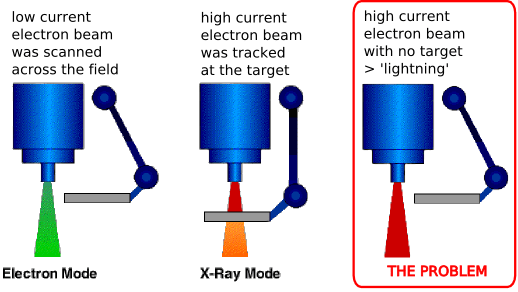 low current
electron beam
was scanned
across the field
high current
electron beam
was tracked
at the target
high current
electron beam
with no target
> 'lightning'
Electron Mode
X-Ray Mode
THE PROBLEM